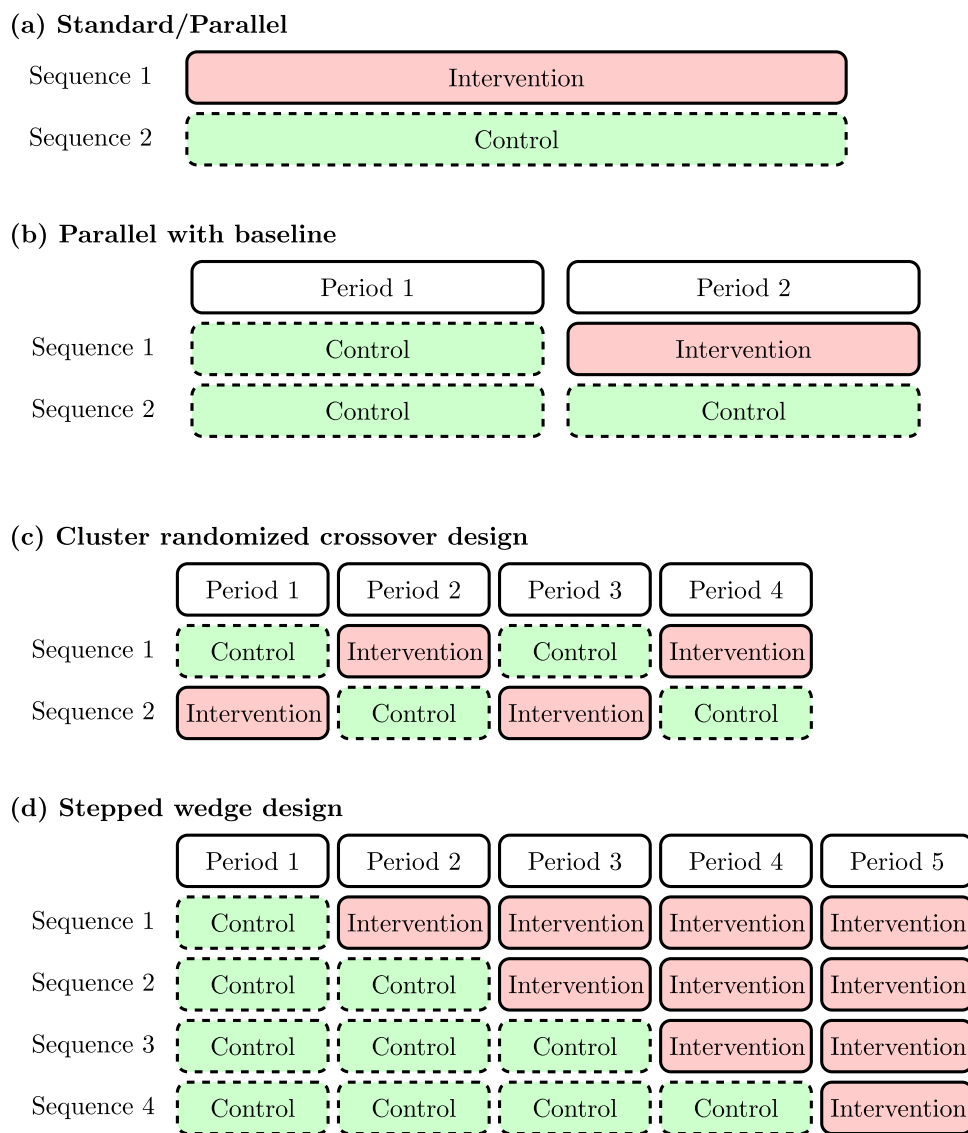 (a) Standard/Parallel
Sequence 1 Intervention
Sequence 2 Control
(b) Parallel with baseline
Period 1 Period 2
Sequence 1 Control Intervention
Sequence 2 Control Control
(c) Cluster randomized crossover design
Period 1 Period 2 Period 3 Period 4
Sequence 1 Control Intervention Control Intervention
Sequence 2 Intervention Control Intervention Control
(d) Stepped wedge design
Period 1 Period 2 Period 3 Period 4 Period 5
Sequence 1 Control Intervention Intervention Intervention Intervention
Sequence 2 Control Control Intervention Intervention Intervention
Sequence 3 Control Control Control Intervention Intervention
Sequence 4 Control Control Control Control Intervention